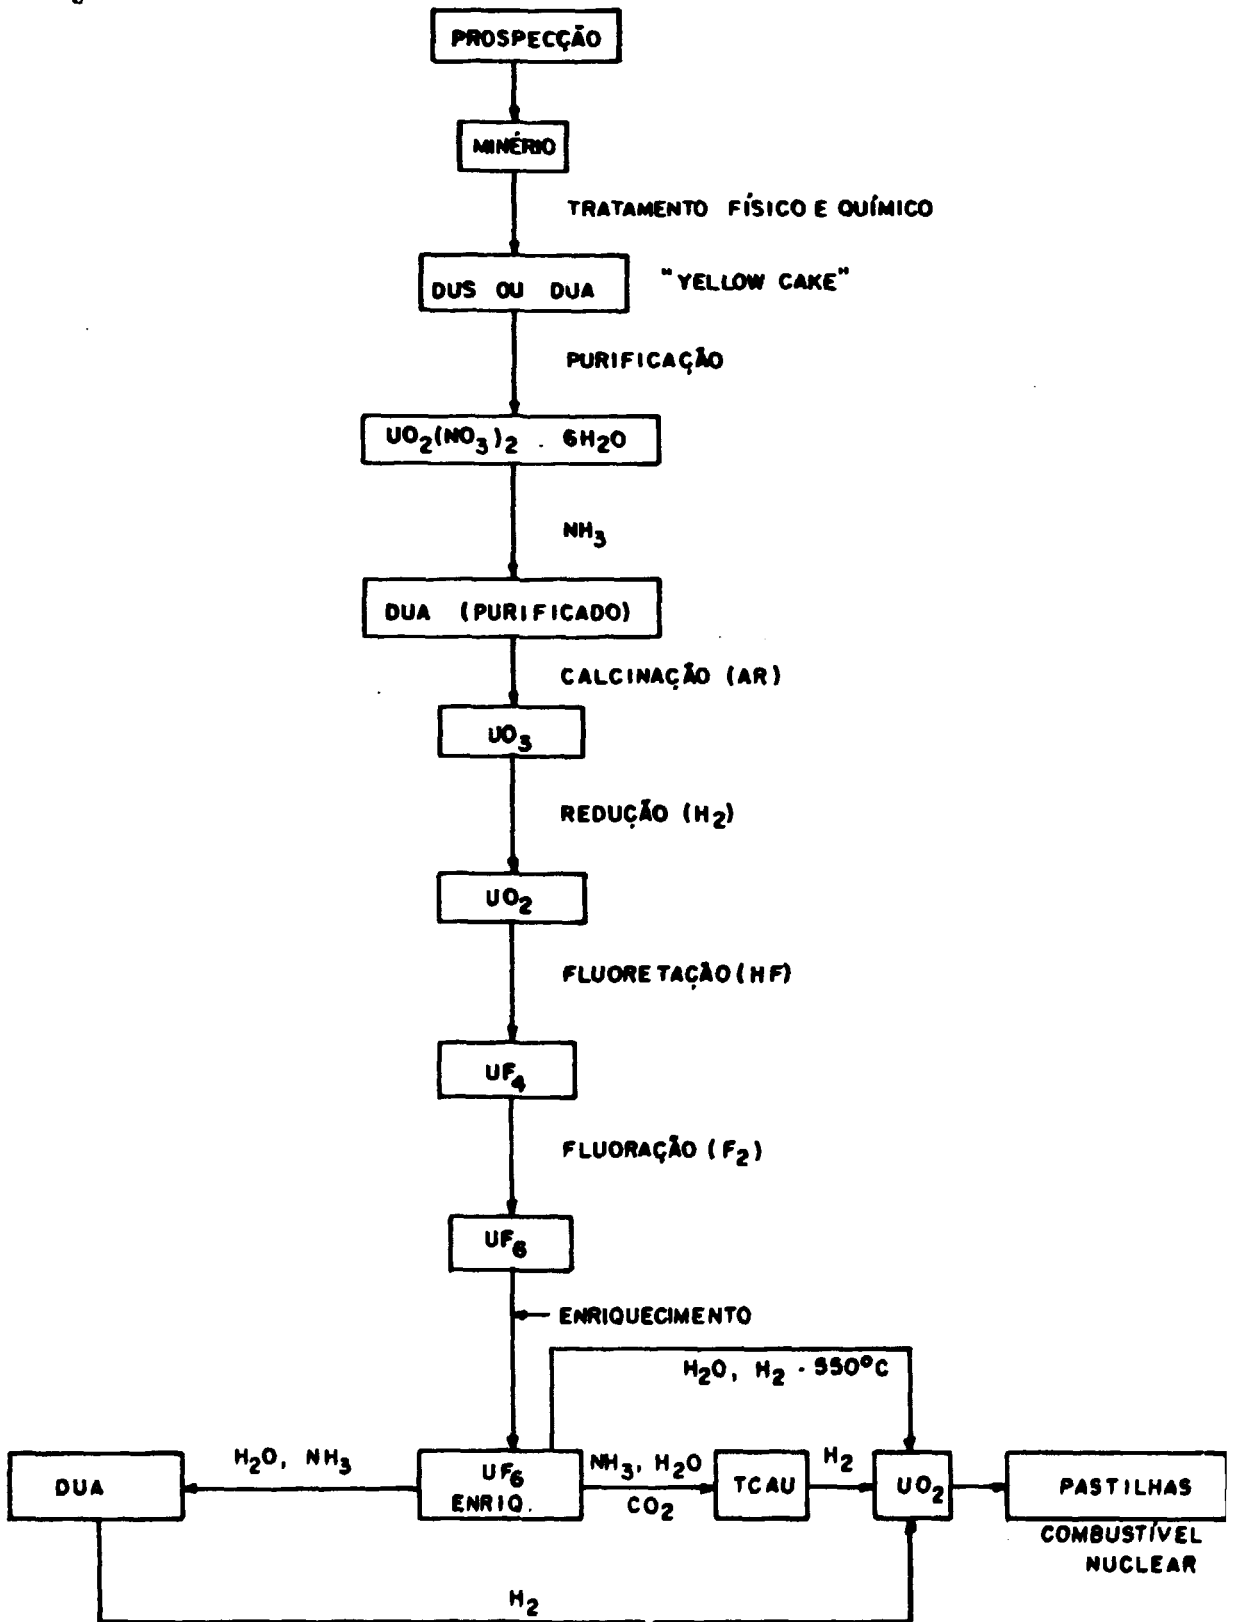 PROSPECÇÃO
MINÉRIO
TRATAMENTO FÍSICO E QUÍMICO
DUS OU DUA
"YELLOW CAKE"
PURIFICAÇÃO
UO2(NO3)2 . 6H2O
NH3
DUA (PURIFICADO)
CALCINAÇÃO (AR)
UO3
REDUÇÃO (H2)
UO2
FLUORETAÇÃO (HF)
UF4
FLUORAÇÃO (F2)
UF6
ENRIQUECIMENTO
H2O, H2 - 550°C
DUA
H2O, NH3
UF6
ENRIQ.
NH3, H2O
CO2
TCAU
H2
UO2
PASTILHAS
COMBUSTÍVEL
NUCLEAR
H2